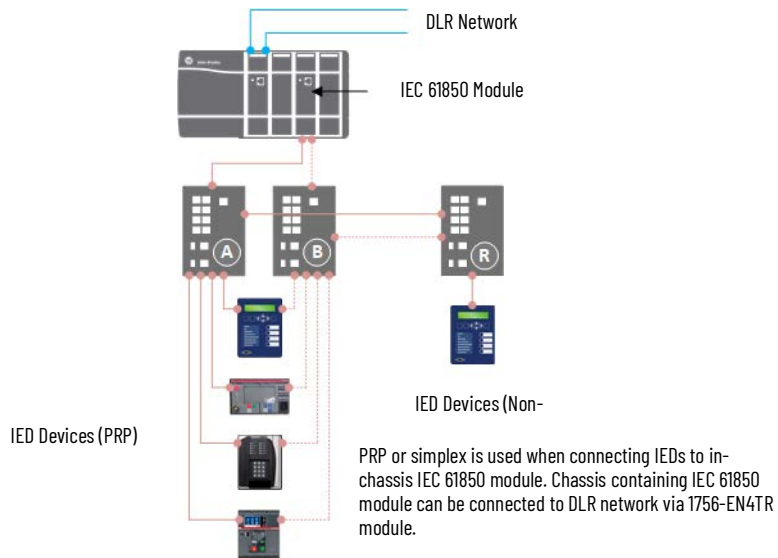 DLR Network
IEC 61850 Module
A
B
R
IED Devices (Non-
IED Devices (PRP)
PRP or simplex is used when connecting IEDs to in-
chassis IEC 61850 module. Chassis containing IEC 61850
module can be connected to DLR network via 1756-EN4TR
module.